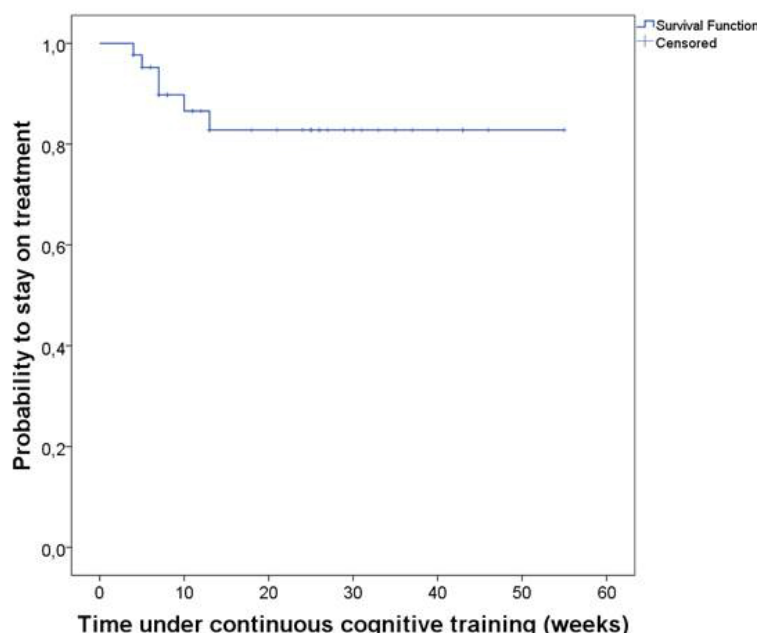 Survival Function
Censored
1,0
0,8
0,6
0,4
0,2
0,0
Probability to stay on treatment
0 10 20 30 40 50 60
Time under continuous cognitive training (weeks)